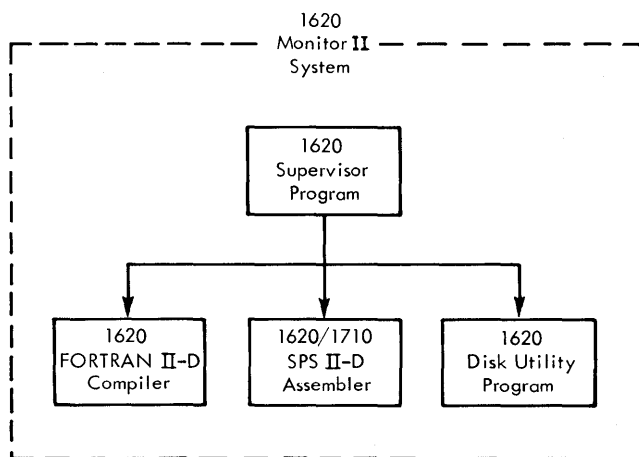 1620
Monitor II
System
1620
Supervisor
Program
1620
FORTRAN II-D
Compiler
1620/1710
SPS II-D
Assembler
1620
Disk Utility
Program